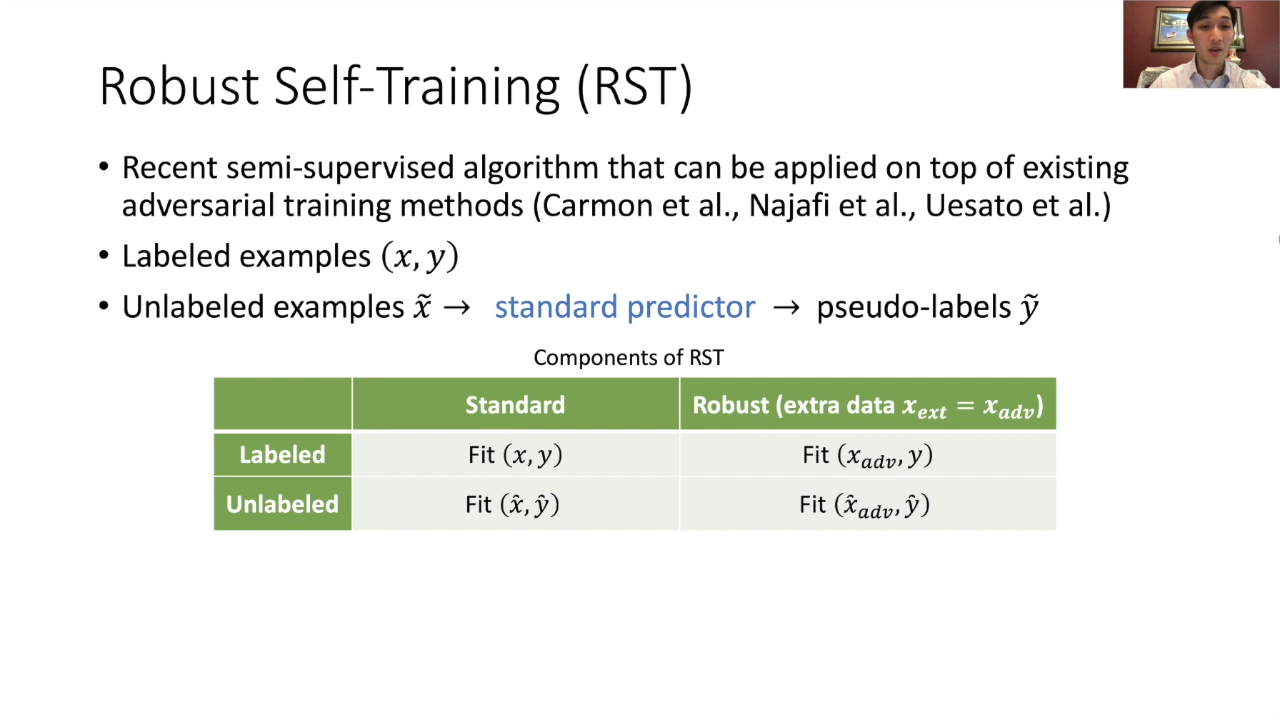 Robust Self-Training (RST)
• Recent semi-supervised algorithm that can be applied on top of existing
adversarial training methods (Carmon et al., Najafi et al., Uesato et al.)
• Labeled examples (x, y)
• Unlabeled examples x̃ → standard predictor → pseudo-labels ỹ
Components of RST
Standard Robust (extra data x_ext = x_adv)
Labeled Fit (x, y) Fit (x_adv, y)
Unlabeled Fit (x̂, ŷ) Fit (x̂_adv, ŷ)